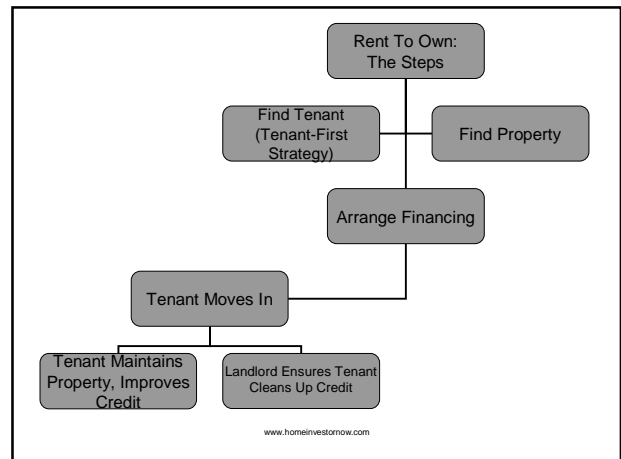 Rent To Own:
The Steps
Find Tenant
(Tenant-First
Strategy)
Find Property
Arrange Financing
Tenant Moves In
Tenant Maintains
Property, Improves
Credit
Landlord Ensures Tenant
Cleans Up Credit
www.homeinvestornow.com